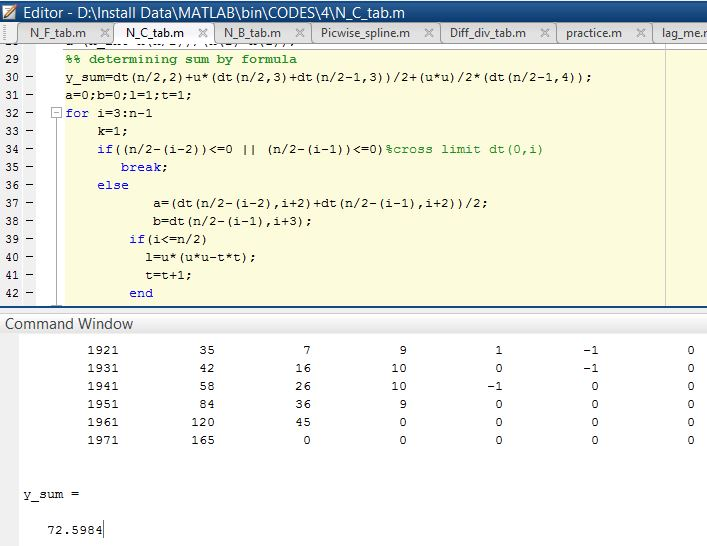 Editor - D:\Install Data\MATLAB\bin\CODES\4\N_C_tab.m
N_F_tab.m × N_C_tab.m × N_B_tab.m × Picwise_spline.m × Diff_div_tab.m × practice.m × lag_me.r
29 %% determining sum by formula
30 – y_sum=dt(n/2,2)+u*(dt(n/2,3)+dt(n/2-1,3))/2+(u*u)/2*(dt(n/2-1,4));
31 – a=0;b=0;l=1;t=1;
32 – for i=3:n-1
33 – k=1;
34 – if((n/2-(i-2))<=0 || (n/2-(i-1))<=0)%cross limit dt(0,i)
35 – break;
36 – else
37 – a=(dt(n/2-(i-2),i+2)+dt(n/2-(i-1),i+2))/2;
38 – b=dt(n/2-(i-1),i+3);
39 – if(i<=n/2)
40 – l=u*(u*u-t*t);
41 – t=t+1;
42 – end
Command Window
1921 35 7 9 1 -1 0
1931 42 16 10 0 -1 0
1941 58 26 10 -1 0 0
1951 84 36 9 0 0 0
1961 120 45 0 0 0 0
1971 165 0 0 0 0 0
y_sum =
72.5984